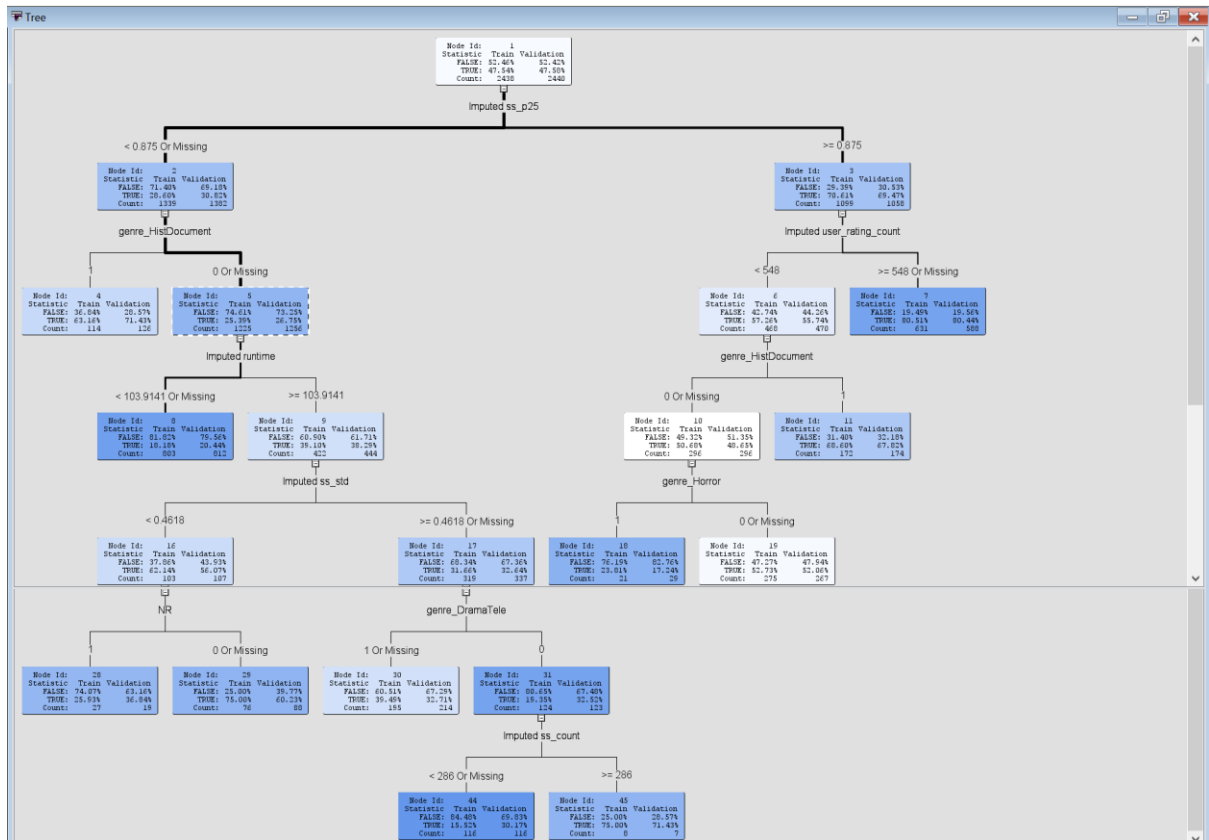 Tree
Node Id: 1
Statistic Train Validation
FALSE: 52.46% 52.42%
TRUE: 47.54% 47.58%
Count: 2438 2440
Imputed ss_p25
< 0.875 Or Missing
>= 0.875
Node Id: 2
Statistic Train Validation
FALSE: 71.40% 69.18%
TRUE: 28.60% 30.82%
Count: 1339 1382
Node Id: 3
Statistic Train Validation
FALSE: 29.39% 30.53%
TRUE: 70.61% 69.47%
Count: 1099 1058
genre_HistDocument
Imputed user_rating_count
1
0 Or Missing
< 548
>= 548 Or Missing
Node Id: 4
Statistic Train Validation
FALSE: 36.84% 28.57%
TRUE: 63.16% 71.43%
Count: 114 126
Node Id: 5
Statistic Train Validation
FALSE: 74.61% 73.25%
TRUE: 25.39% 26.75%
Count: 1225 1256
Node Id: 6
Statistic Train Validation
FALSE: 42.74% 44.26%
TRUE: 57.26% 55.74%
Count: 468 470
Node Id: 7
Statistic Train Validation
FALSE: 19.49% 19.56%
TRUE: 80.51% 80.44%
Count: 631 588
Imputed runtime
genre_HistDocument
< 103.9141 Or Missing
>= 103.9141
0 Or Missing
1
Node Id: 8
Statistic Train Validation
FALSE: 81.82% 79.56%
TRUE: 18.18% 20.44%
Count: 803 812
Node Id: 9
Statistic Train Validation
FALSE: 60.90% 61.71%
TRUE: 39.10% 38.29%
Count: 422 444
Node Id: 10
Statistic Train Validation
FALSE: 49.32% 51.35%
TRUE: 50.68% 48.65%
Count: 296 296
Node Id: 11
Statistic Train Validation
FALSE: 31.40% 32.18%
TRUE: 68.60% 67.82%
Count: 172 174
Imputed ss_std
genre_Horror
< 0.4618
>= 0.4618 Or Missing
1
0 Or Missing
Node Id: 16
Statistic Train Validation
FALSE: 37.86% 43.93%
TRUE: 62.14% 56.07%
Count: 103 107
Node Id: 17
Statistic Train Validation
FALSE: 68.34% 67.36%
TRUE: 31.66% 32.64%
Count: 319 337
Node Id: 18
Statistic Train Validation
FALSE: 76.19% 82.76%
TRUE: 23.81% 17.24%
Count: 21 29
Node Id: 19
Statistic Train Validation
FALSE: 47.27% 47.94%
TRUE: 52.73% 52.06%
Count: 275 267
NR
genre_DramaTele
1
0 Or Missing
1 Or Missing
0
Node Id: 28
Statistic Train Validation
FALSE: 74.07% 63.16%
TRUE: 25.93% 36.84%
Count: 27 19
Node Id: 29
Statistic Train Validation
FALSE: 25.00% 39.77%
TRUE: 75.00% 60.23%
Count: 76 88
Node Id: 30
Statistic Train Validation
FALSE: 60.51% 67.29%
TRUE: 39.49% 32.71%
Count: 195 214
Node Id: 31
Statistic Train Validation
FALSE: 80.65% 67.48%
TRUE: 19.35% 32.52%
Count: 124 123
Imputed ss_count
< 286 Or Missing
>= 286
Node Id: 44
Statistic Train Validation
FALSE: 84.48% 69.83%
TRUE: 15.52% 30.17%
Count: 116 116
Node Id: 45
Statistic Train Validation
FALSE: 25.00% 28.57%
TRUE: 75.00% 71.43%
Count: 8 7